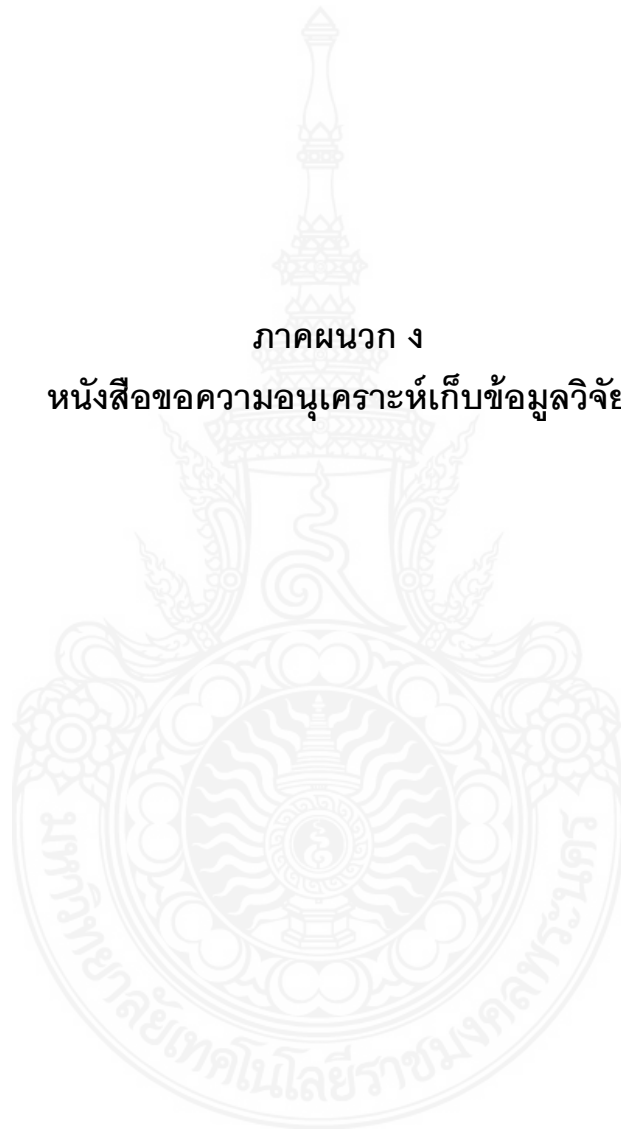 ภาคผนวก ง
หนังสือขอความอนุเคราะห์เก็บข้อมูลวิจัย
มหาวิทยาลัยเทคโนโลยีราชมงคลพระนคร